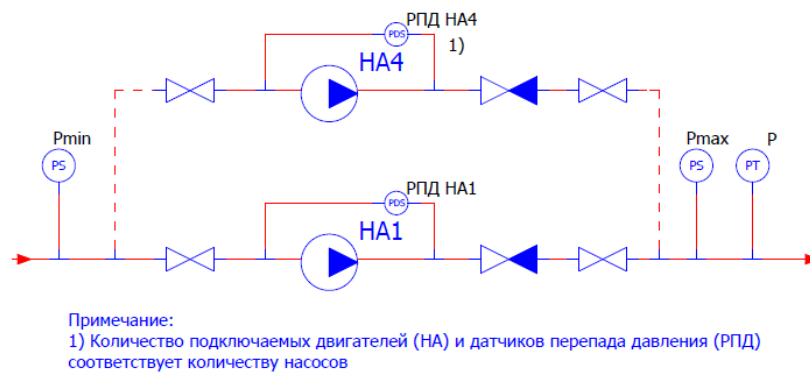 РПД НА4
PDS
1)
НА4
Pmin
PS
Pmax
PS
P
PT
РПД НА1
PDS
НА1
Примечание:
1) Количество подключаемых двигателей (НА) и датчиков перепада давления (РПД)
соответствует количеству насосов